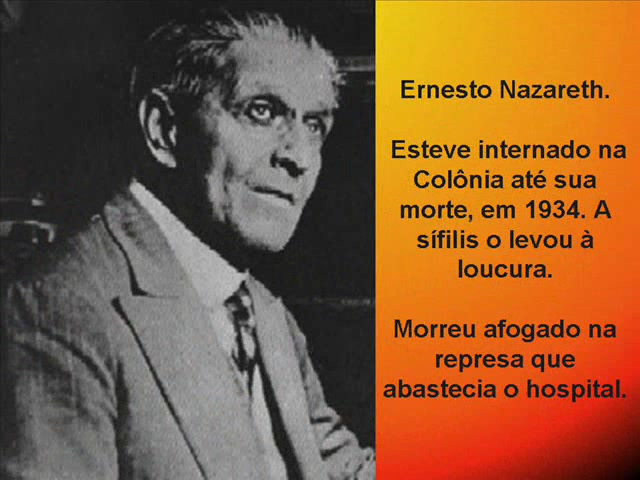 Ernesto Nazareth.
Esteve internado na
Colônia até sua
morte, em 1934. A
sífilis o levou à
loucura.
Morreu afogado na
represa que
abastecia o hospital.